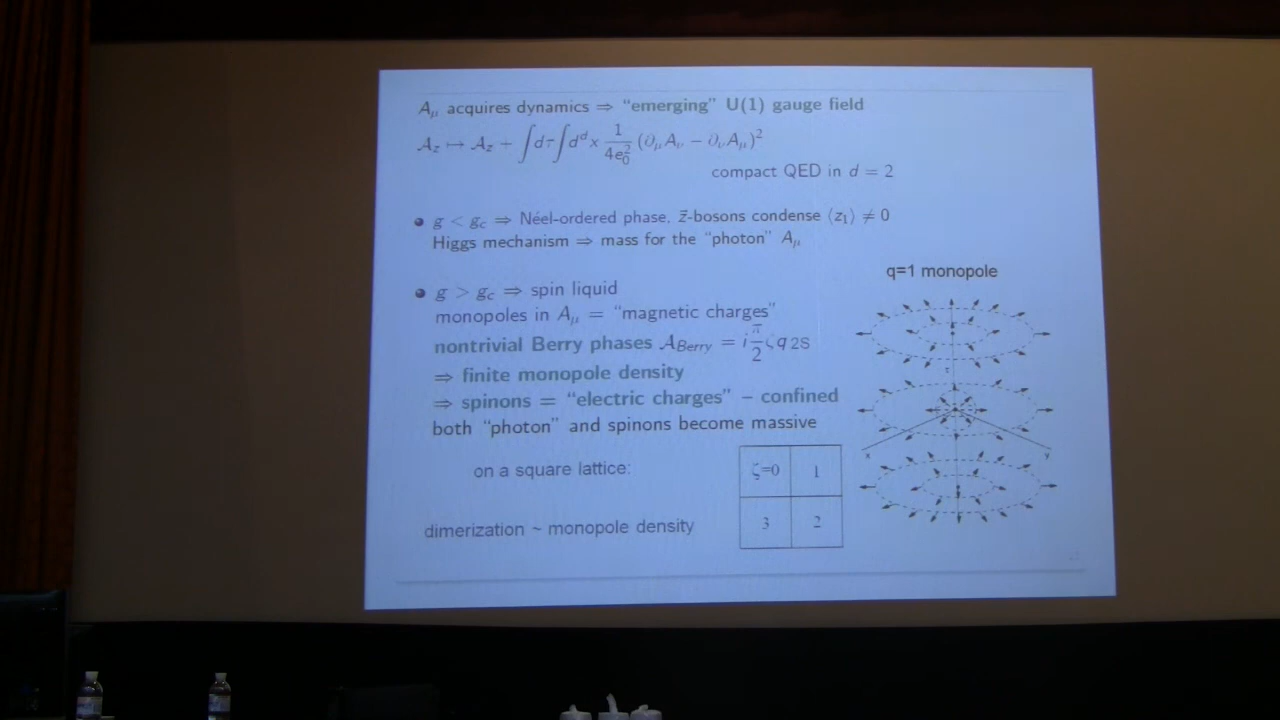 A_μ acquires dynamics ⇒ “emerging” U(1) gauge field
𝒜_z ↦ 𝒜_z + ∫dτ∫d^d x 1/(4e_0^2) (∂_μ A_ν − ∂_ν A_μ)^2
compact QED in d = 2
• g < g_c ⇒ Néel-ordered phase, z⃗-bosons condense ⟨z_1⟩ ≠ 0
Higgs mechanism ⇒ mass for the “photon” A_μ
q=1 monopole
• g > g_c ⇒ spin liquid
monopoles in A_μ = “magnetic charges”
nontrivial Berry phases 𝒜_Berry = i π/2 ζ q 2S
⇒ finite monopole density
⇒ spinons = “electric charges” – confined
both “photon” and spinons become massive
x y
z
on a square lattice:
ζ=0 1
3 2
dimerization ~ monopole density